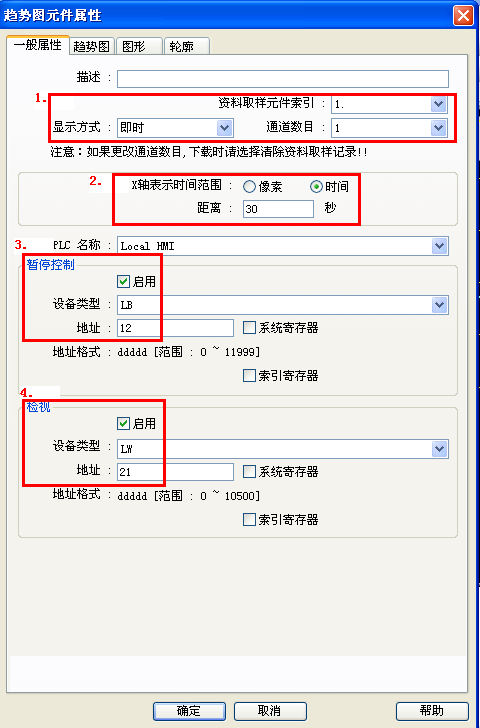 趋势图元件属性
一般属性 趋势图 图形 轮廓
描述 :
1. 资料取样元件索引 : 1.
显示方式 : 即时 通道数目 : 1
注意：如果更改通道数目,下载时请选择清除资料取样记录!!
2. X轴表示时间范围 : 像素 时间
距离 : 30 秒
3. PLC 名称 : Local HMI
暂停控制
启用
设备类型 : LB
地址 : 12 系统寄存器
地址格式 : ddddd [范围 : 0 ~ 11999]
索引寄存器
4.
检视
启用
设备类型 : LW
地址 : 21 系统寄存器
地址格式 : ddddd [范围 : 0 ~ 10500]
索引寄存器
确定 取消 帮助